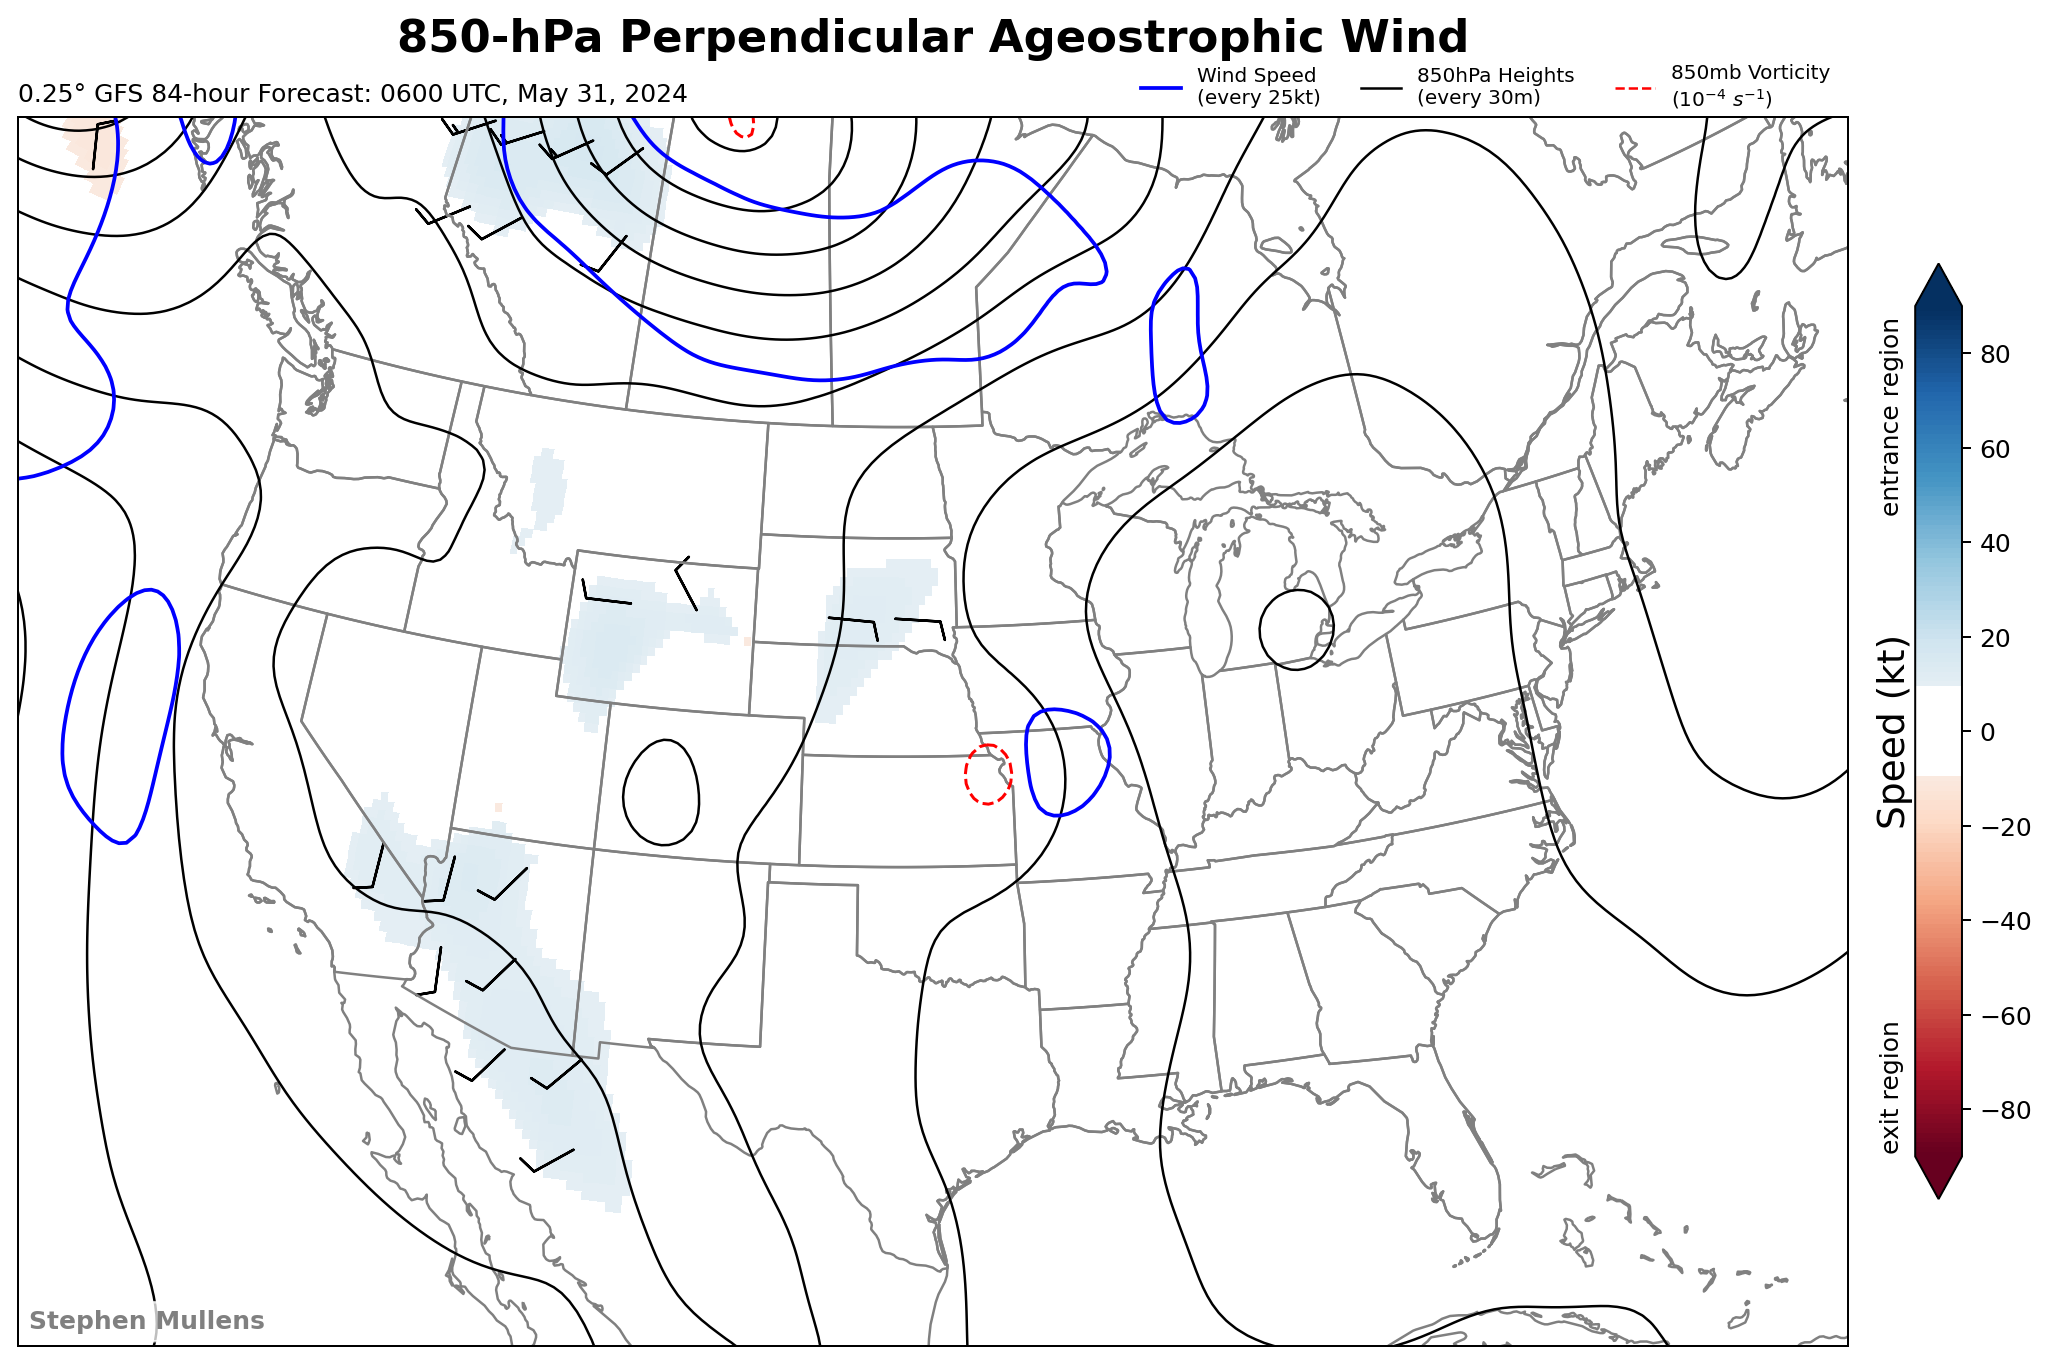 850-hPa Perpendicular Ageostrophic Wind
0.25° GFS 84-hour Forecast: 0600 UTC, May 31, 2024
Wind Speed
(every 25kt)
850hPa Heights
(every 30m)
850mb Vorticity
(10⁻⁴ s⁻¹)
entrance region
Speed (kt)
exit region
80
60
40
20
0
−20
−40
−60
−80
Stephen Mullens